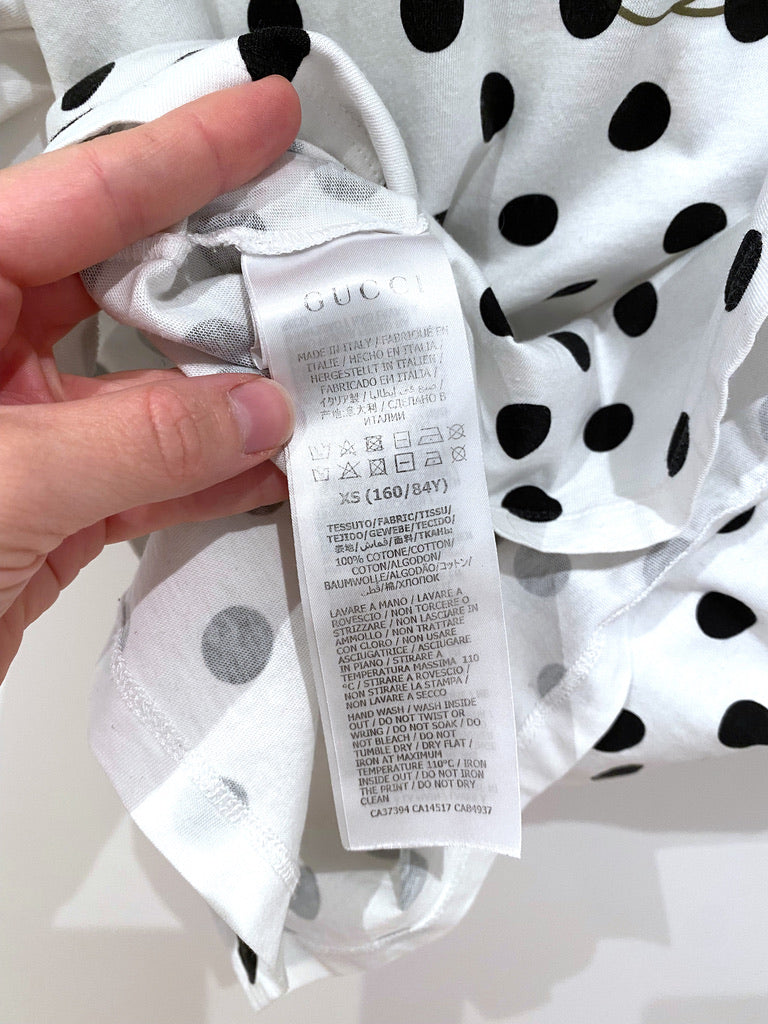 GUCCI
MADE IN ITALY / FABRIQUÉ EN
ITALIE / HECHO EN ITALIA /
HERGESTELLT IN ITALIEN /
FABRICADO EM ITALIA /
イタリア製 / صنع في إيطاليا /
产地:意大利 / СДЕЛАНО В
ИТАЛИИ
XS (160/84Y)
TESSUTO/FABRIC/TISSU/
TEJIDO/GEWEBE/TECIDO/
表地/قماش/面料/ТКАНЬ
100% COTONE/COTTON/
COTON/ALGODON/
BAUMWOLLE/ALGODÃO/コットン/
قطن/棉/ХЛОПОК
LAVARE A MANO / LAVARE A
ROVESCIO / NON TORCERE O
STRIZZARE / NON LASCIARE IN
AMMOLLO / NON TRATTARE
CON CLORO / NON USARE
ASCIUGATRICE / ASCIUGARE
IN PIANO / STIRARE A
TEMPERATURA MASSIMA 110
°C / STIRARE A ROVESCIO /
NON STIRARE LA STAMPA /
NON LAVARE A SECCO
HAND WASH / WASH INSIDE
OUT / DO NOT TWIST OR
WRING / DO NOT SOAK / DO
NOT BLEACH / DO NOT
TUMBLE DRY / DRY FLAT /
IRON AT MAXIMUM
TEMPERATURE 110°C / IRON
INSIDE OUT / DO NOT IRON
THE PRINT / DO NOT DRY
CLEAN
CA37394 CA14517 CA84937